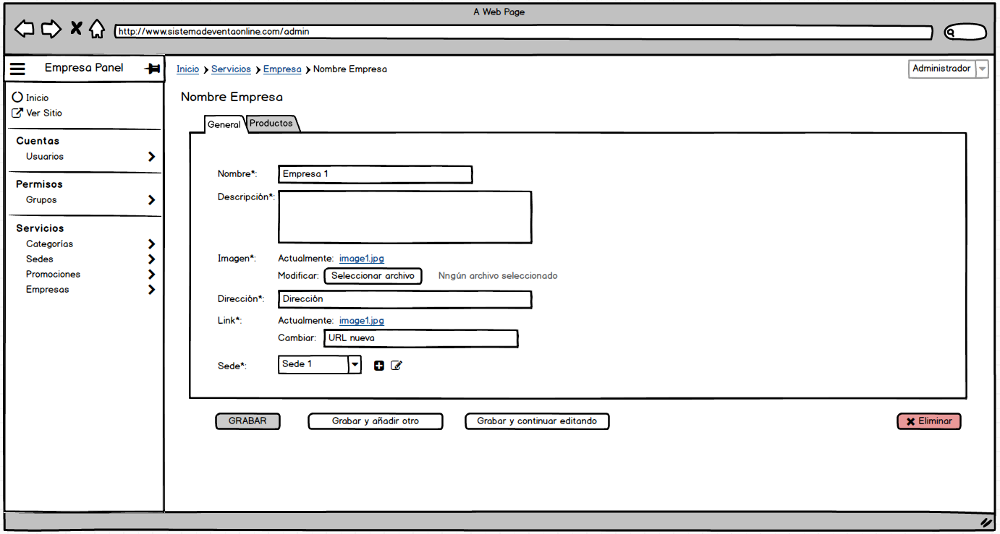 A Web Page
http://www.sistemadeventaonline.com/admin
Empresa Panel
Inicio
Ver Sitio
Cuentas
Usuarios
Permisos
Grupos
Servicios
Categorías
Sedes
Promociones
Empresas
Inicio Servicios Empresa Nombre Empresa
Administrador
Nombre Empresa
General Productos
Nombre*: Empresa 1
Descripción*:
Imagen*: Actualmente: image1.jpg
Modificar: Seleccionar archivo Nngún archivo seleccionado
Dirección*: Dirección
Link*: Actualmente: image1.jpg
Cambiar: URL nueva
Sede*: Sede 1
GRABAR Grabar y añadir otro Grabar y continuar editando Eliminar